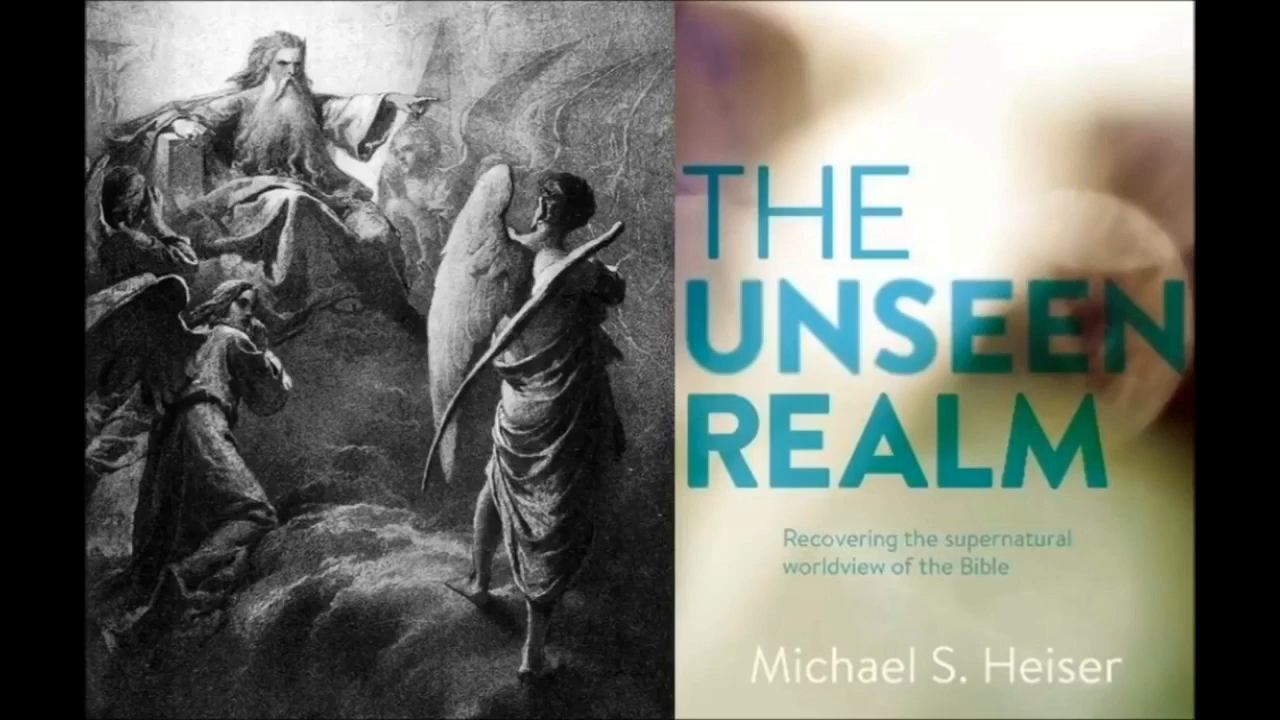 THE
UNSEEN
REALM
Recovering the supernatural
worldview of the Bible
Michael S. Heiser